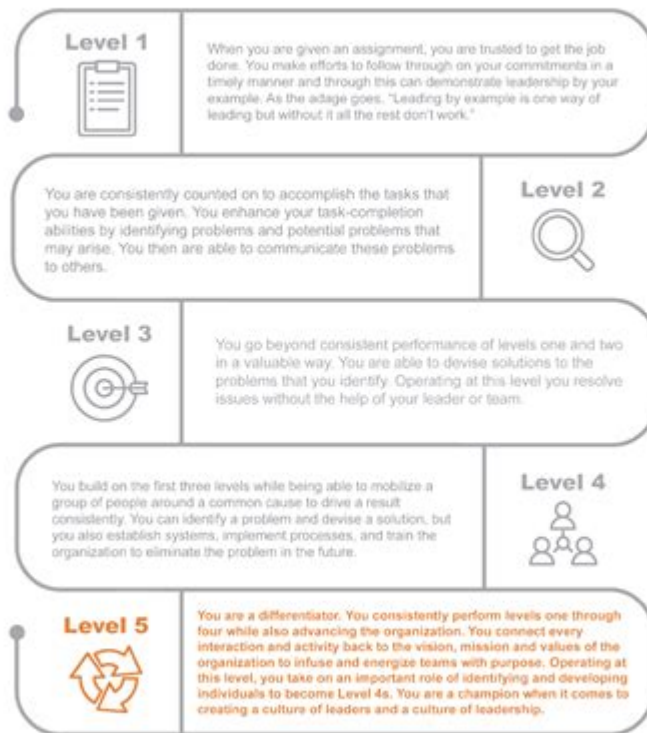 Level 1
When you are given an assignment, you are trusted to get the job
done. You make efforts to follow through on your commitments in a
timely manner and through this can demonstrate leadership by your
example. As the adage goes. "Leading by example is one way of
leading but without it all the rest don't work."
Level 2
You are consistently counted on to accomplish the tasks that
you have been given. You enhance your task-completion
abilities by identifying problems and potential problems that
may arise. You then are able to communicate these problems
to others.
Level 3
You go beyond consistent performance of levels one and two
in a valuable way. You are able to devise solutions to the
problems that you identify. Operating at this level you resolve
issues without the help of your leader or team.
Level 4
You build on the first three levels while being able to mobilize a
group of people around a common cause to drive a result
consistently. You can identify a problem and devise a solution, but
you also establish systems, implement processes, and train the
organization to eliminate the problem in the future.
Level 5
You are a differentiator. You consistently perform levels one through
four while also advancing the organization. You connect every
interaction and activity back to the vision, mission and values of the
organization to infuse and energize teams with purpose. Operating at
this level, you take on an important role of identifying and developing
individuals to become Level 4s. You are a champion when it comes to
creating a culture of leaders and a culture of leadership.